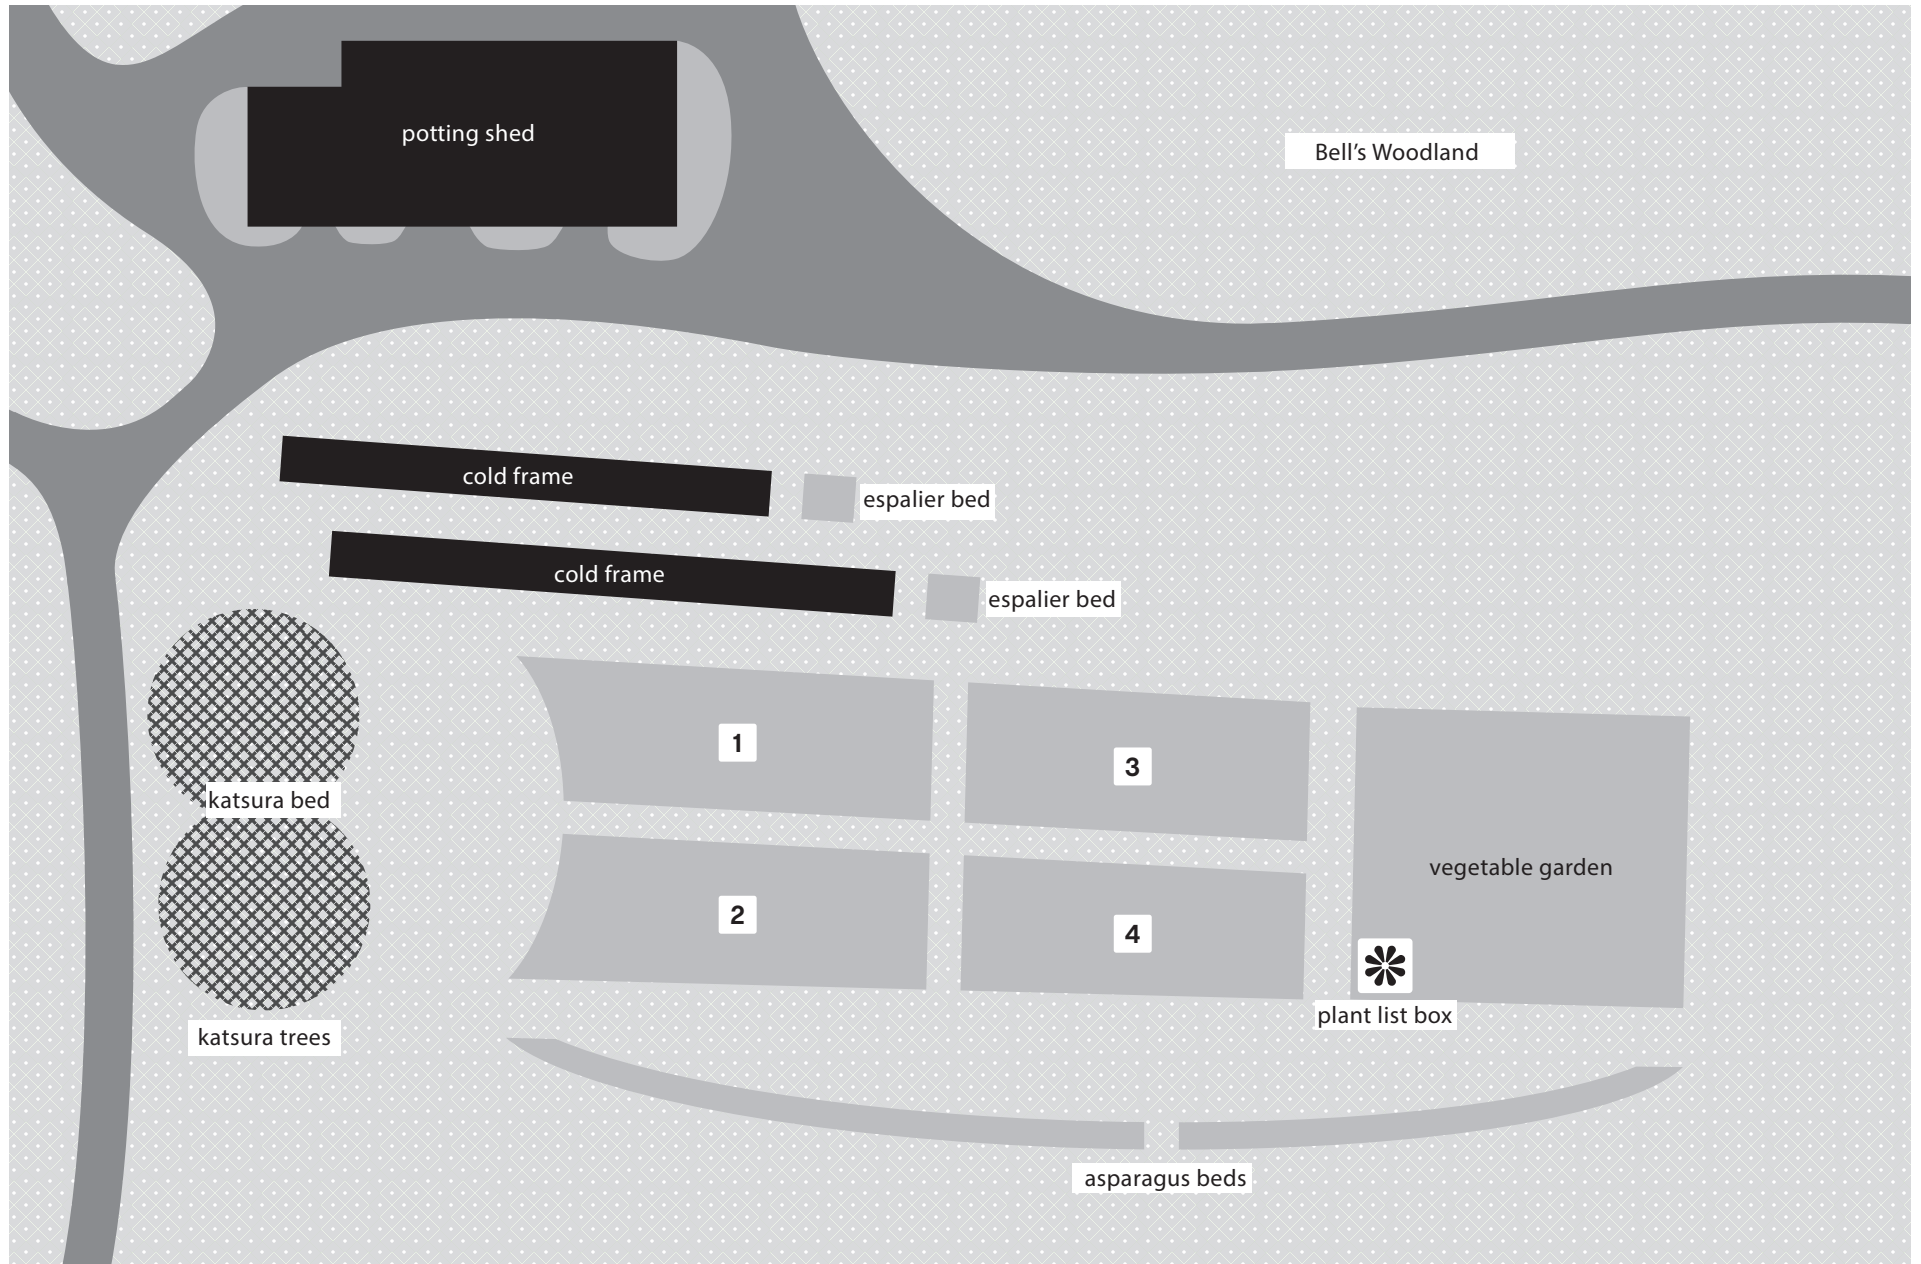 potting shed
Bell’s Woodland
cold frame
espalier bed
cold frame
espalier bed
1
3
katsura bed
vegetable garden
2
4
plant list box
katsura trees
asparagus beds